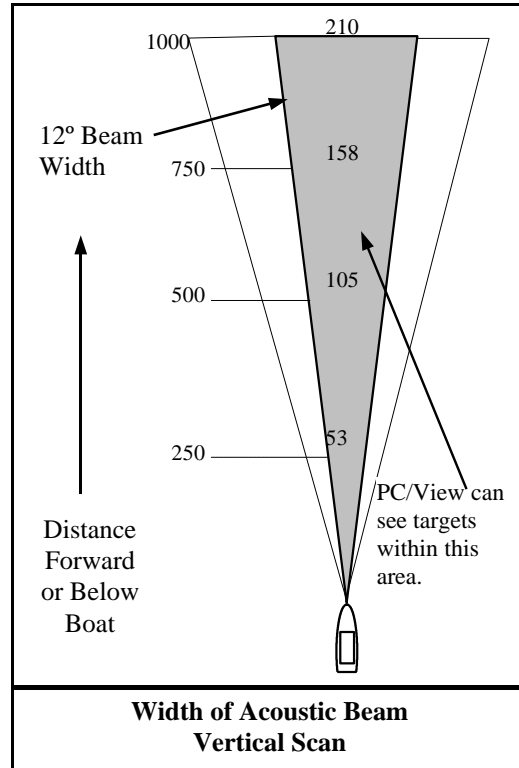 210
1000
12º Beam
Width
158
750
105
500
53
250
PC/View can
see targets
within this
area.
Distance
Forward
or Below
Boat
Width of Acoustic Beam
Vertical Scan